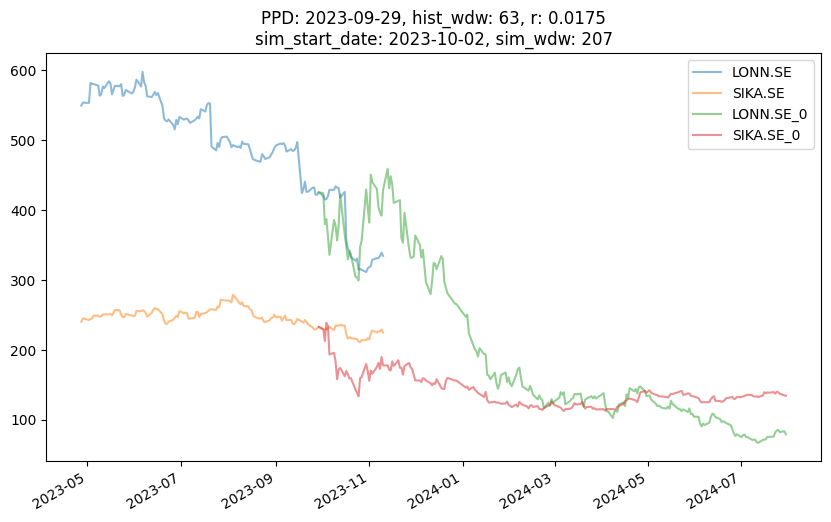 PPD: 2023-09-29, hist_wdw: 63, r: 0.0175
sim_start_date: 2023-10-02, sim_wdw: 207
LONN.SE
SIKA.SE
LONN.SE_0
SIKA.SE_0
600
500
400
300
200
100
2023-05
2023-07
2023-09
2023-11
2024-01
2024-03
2024-05
2024-07